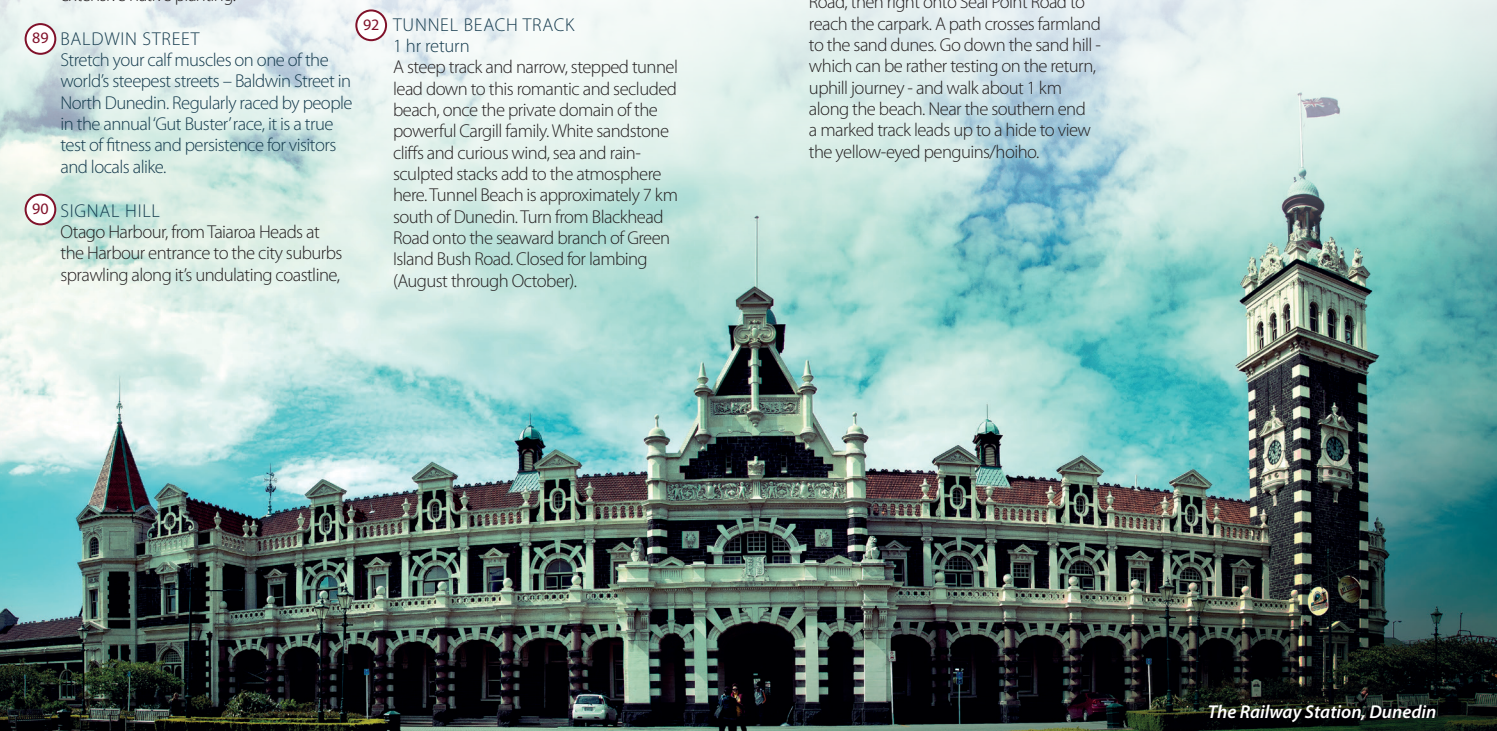 89 BALDWIN STREET
Stretch your calf muscles on one of the
world's steepest streets – Baldwin Street in
North Dunedin. Regularly raced by people
in the annual 'Gut Buster' race, it is a true
test of fitness and persistence for visitors
and locals alike.
90 SIGNAL HILL
Otago Harbour, from Taiaroa Heads at
the Harbour entrance to the city suburbs
sprawling along it's undulating coastline,
92 TUNNEL BEACH TRACK
1 hr return
A steep track and narrow, stepped tunnel
lead down to this romantic and secluded
beach, once the private domain of the
powerful Cargill family. White sandstone
cliffs and curious wind, sea and rain-
sculpted stacks add to the atmosphere
here. Tunnel Beach is approximately 7 km
south of Dunedin. Turn from Blackhead
Road onto the seaward branch of Green
Island Bush Road. Closed for lambing
(August through October).
Road, then right onto Seal Point Road to
reach the carpark. A path crosses farmland
to the sand dunes. Go down the sand hill -
which can be rather testing on the return,
uphill journey - and walk about 1 km
along the beach. Near the southern end
a marked track leads up to a hide to view
the yellow-eyed penguins/hoiho.
The Railway Station, Dunedin